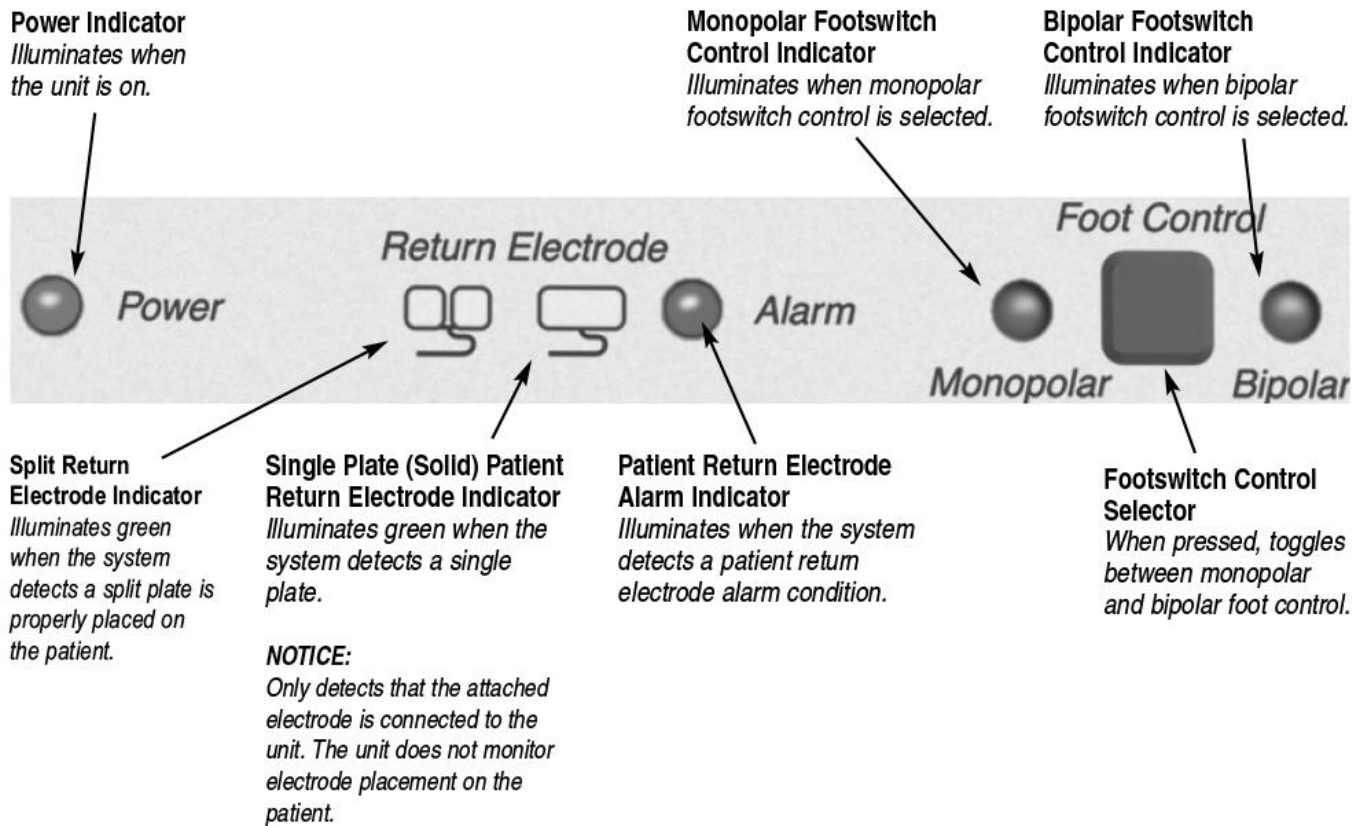 Power Indicator
Illuminates when
the unit is on.
Monopolar Footswitch
Control Indicator
Illuminates when monopolar
footswitch control is selected.
Bipolar Footswitch
Control Indicator
Illuminates when bipolar
footswitch control is selected.
Power
Return Electrode
Alarm
Foot Control
Monopolar
Bipolar
Split Return
Electrode Indicator
Illuminates green
when the system
detects a split plate is
properly placed on
the patient.
Single Plate (Solid) Patient
Return Electrode Indicator
Illuminates green when the
system detects a single
plate.
NOTICE:
Only detects that the attached
electrode is connected to the
unit. The unit does not monitor
electrode placement on the
patient.
Patient Return Electrode
Alarm Indicator
Illuminates when the system
detects a patient return
electrode alarm condition.
Footswitch Control
Selector
When pressed, toggles
between monopolar
and bipolar foot control.